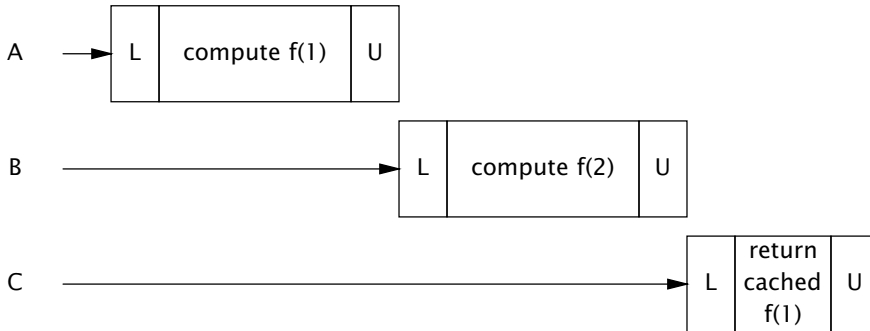 A
L
compute f(1)
U
B
L
compute f(2)
U
C
L
return
cached
f(1)
U